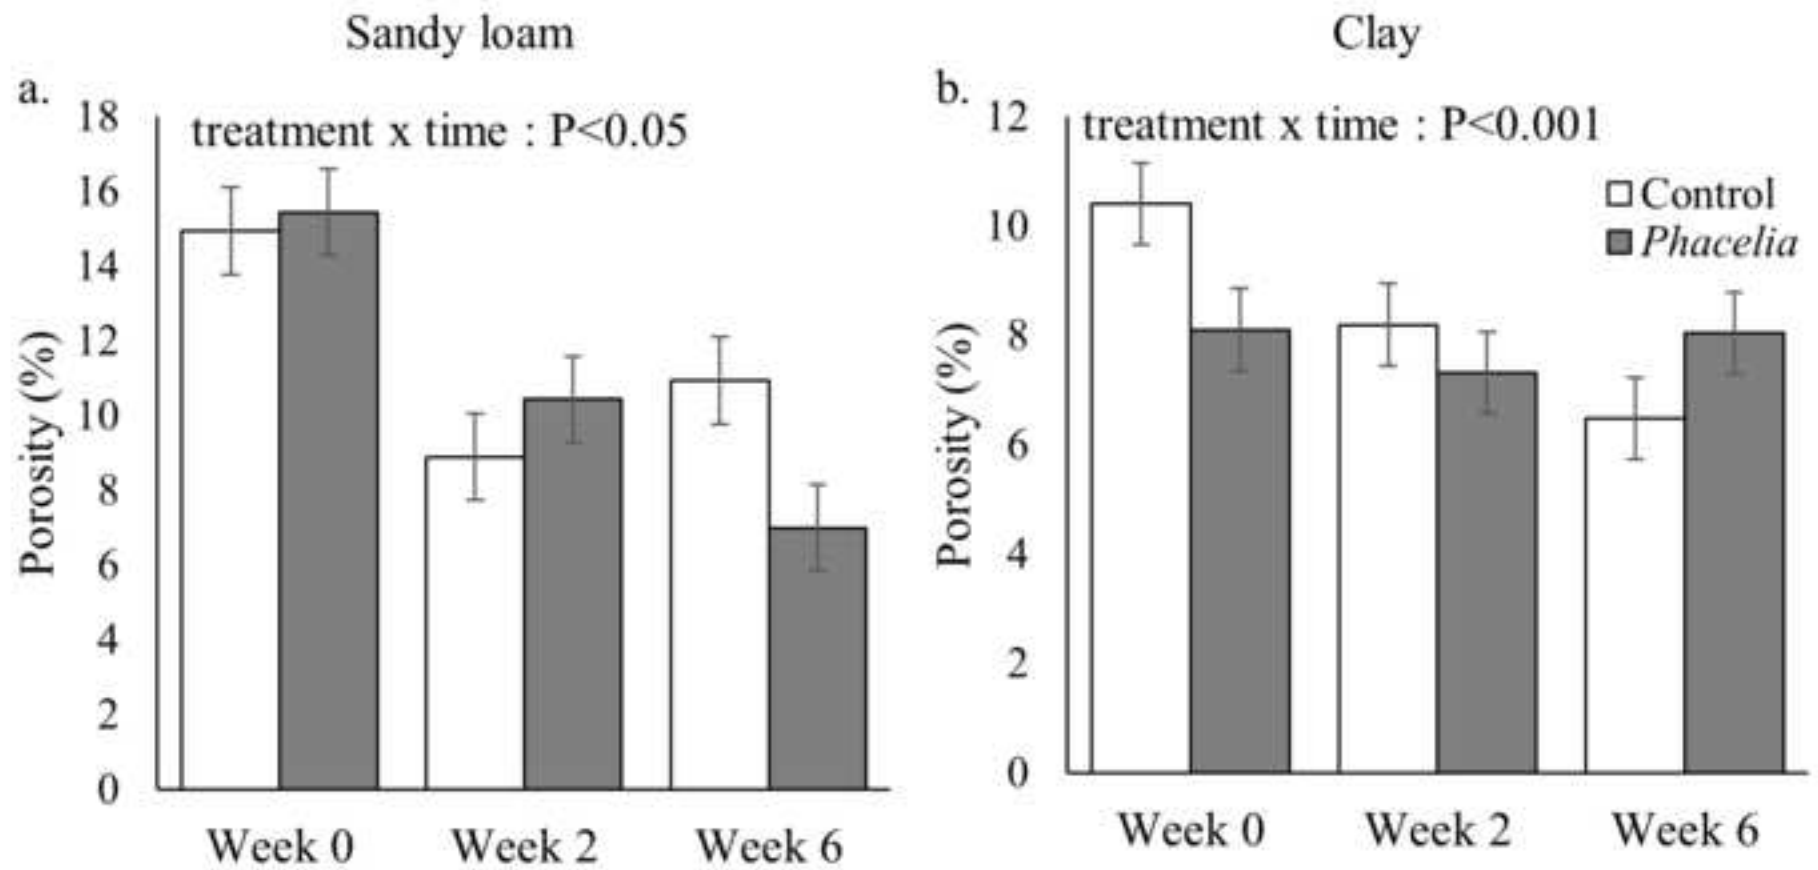 Sandy loam
a.
treatment x time : P<0.05
Porosity (%)
18
16
14
12
10
8
6
4
2
0
Week 0
Week 2
Week 6
Clay
b.
treatment x time : P<0.001
Control
Phacelia
Porosity (%)
12
10
8
6
4
2
0
Week 0
Week 2
Week 6